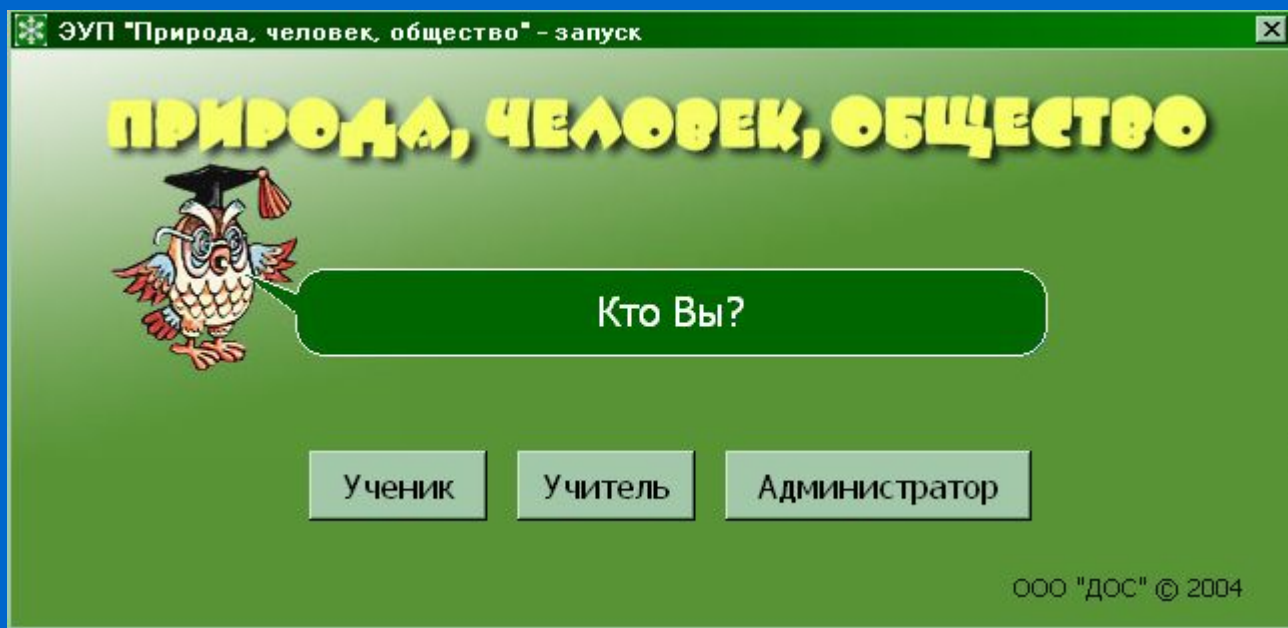 ЭУП "Природа, человек, общество" - запуск
ПРИРОДА, ЧЕЛОВЕК, ОБЩЕСТВО
Кто Вы?
Ученик Учитель Администратор
ООО "ДОС" © 2004